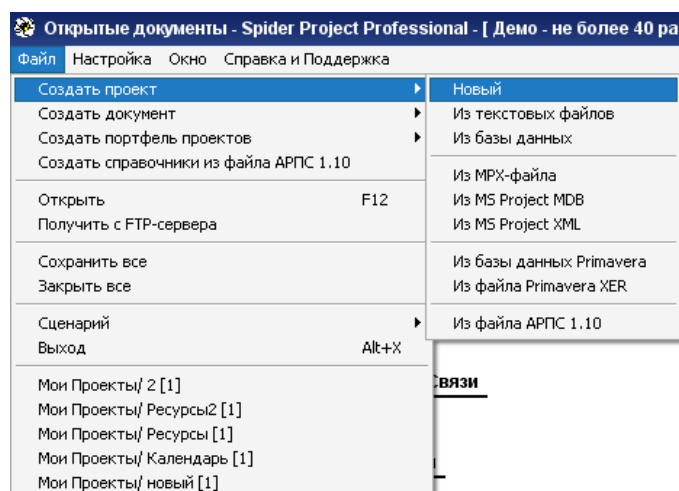 Открытые документы - Spider Project Professional - [ Демо - не более 40 ра
Файл Настройка Окно Справка и Поддержка
Создать проект
Создать документ
Создать портфель проектов
Создать справочники из файла АРПС 1.10
Открыть F12
Получить с FTP-сервера
Сохранить все
Закрыть все
Сценарий
Выход Alt+X
Мои Проекты/ 2 [1]
Мои Проекты/ Ресурсы2 [1]
Мои Проекты/ Ресурсы [1]
Мои Проекты/ Календарь [1]
Мои Проекты/ новый [1]
Новый
Из текстовых файлов
Из базы данных
Из MPX-файла
Из MS Project MDB
Из MS Project XML
Из базы данных Primavera
Из файла Primavera XER
Из файла АРПС 1.10
Связи